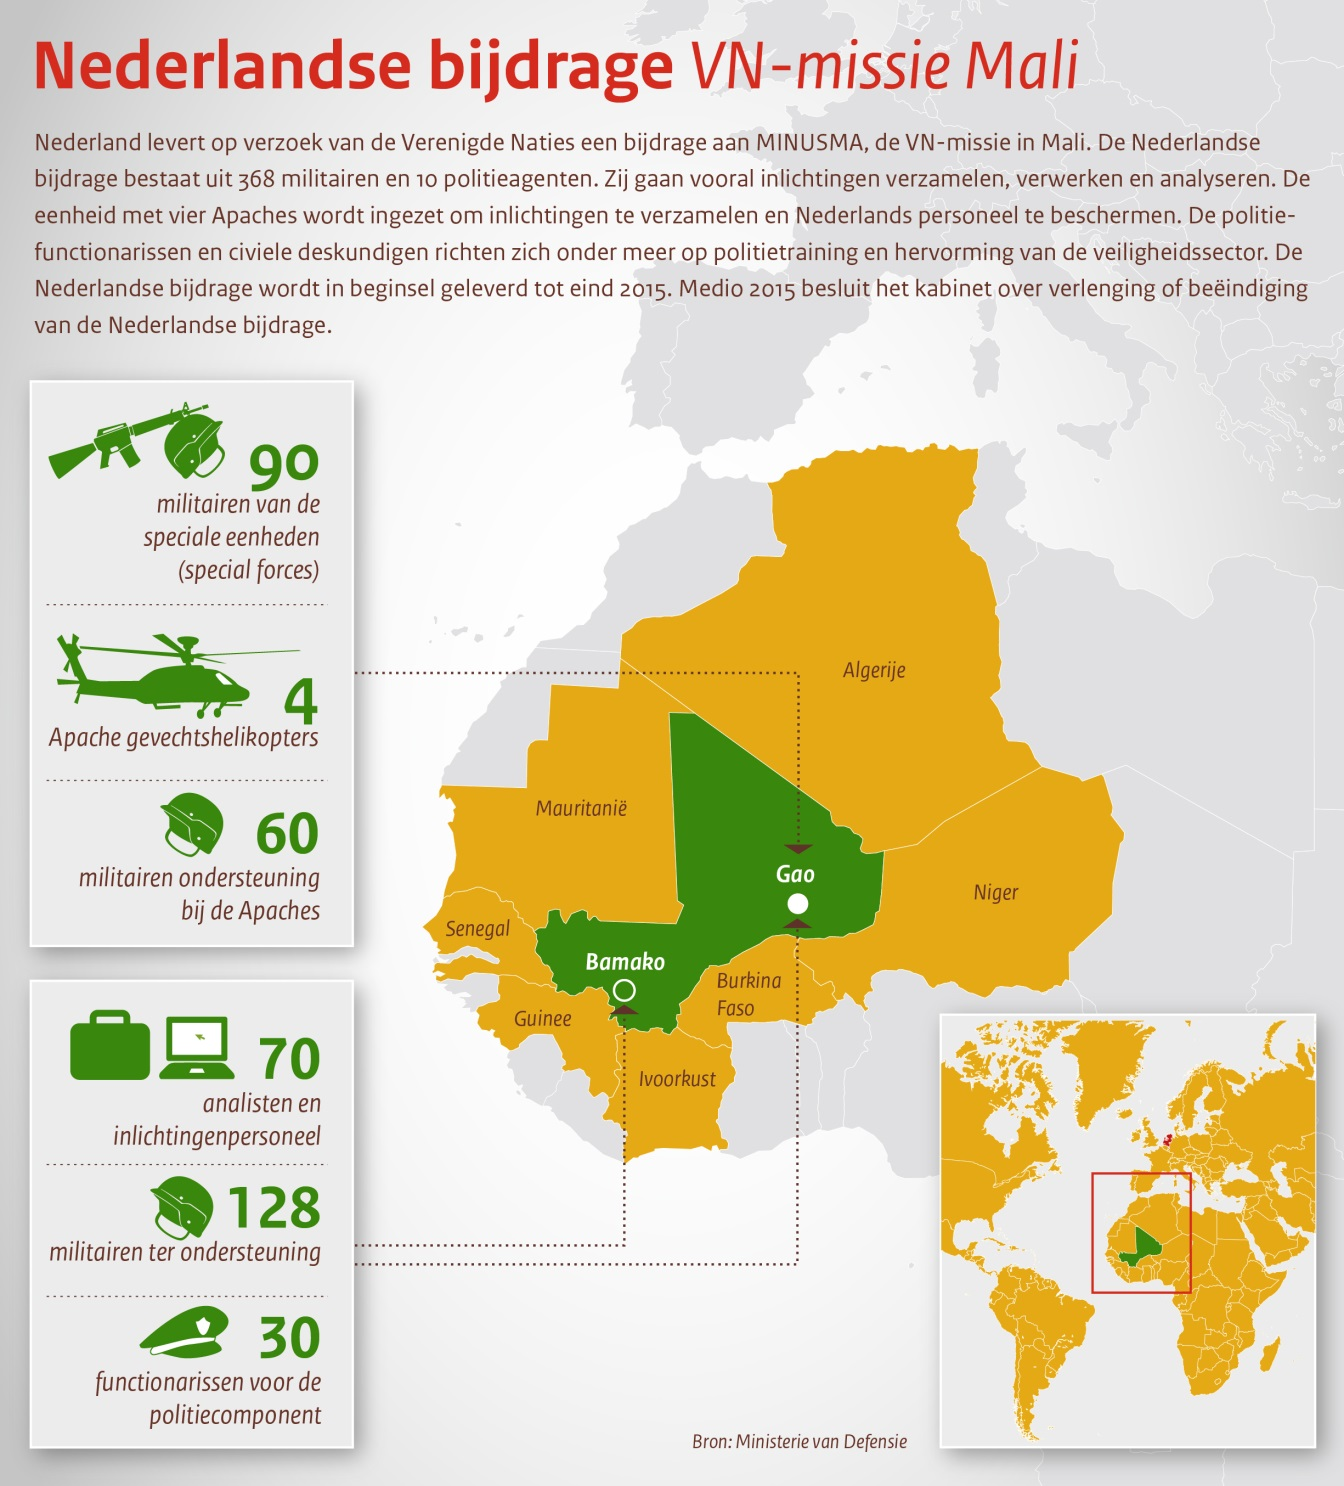 Nederlandse bijdrage VN-missie Mali
Nederland levert op verzoek van de Verenigde Naties een bijdrage aan MINUSMA, de VN-missie in Mali. De Nederlandse
bijdrage bestaat uit 368 militairen en 10 politieagenten. Zij gaan vooral inlichtingen verzamelen, verwerken en analyseren. De
eenheid met vier Apaches wordt ingezet om inlichtingen te verzamelen en Nederlands personeel te beschermen. De politie-
functionarissen en civiele deskundigen richten zich onder meer op politietraining en hervorming van de veiligheidssector. De
Nederlandse bijdrage wordt in beginsel geleverd tot eind 2015. Medio 2015 besluit het kabinet over verlenging of beëindiging
van de Nederlandse bijdrage.
90
militairen van de
speciale eenheden
(special forces)
4
Apache gevechtshelikopters
60
militairen ondersteuning
bij de Apaches
70
analisten en
inlichtingenpersoneel
128
militairen ter ondersteuning
30
functionarissen voor de
politiecomponent
Algerije
Mauritanië
Gao
Niger
Senegal
Bamako
Burkina
Faso
Guinee
Ivoorkust
Bron: Ministerie van Defensie